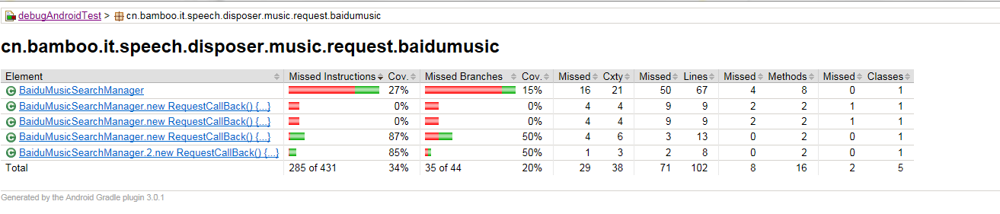 debugAndroidTest > cn.bamboo.it.speech.disposer.music.request.baidumusic
cn.bamboo.it.speech.disposer.music.request.baidumusic
Element Missed Instructions Cov. Missed Branches Cov. Missed Cxty Missed Lines Missed Methods Missed Classes
BaiduMusicSearchManager 27% 15% 16 21 50 67 4 8 0 1
BaiduMusicSearchManager.new RequestCallBack() {...} 0% 0% 4 4 9 9 2 2 1 1
BaiduMusicSearchManager.new RequestCallBack() {...} 0% 0% 4 4 9 9 2 2 1 1
BaiduMusicSearchManager.new RequestCallBack() {...} 87% 50% 4 6 3 13 0 2 0 1
BaiduMusicSearchManager.2.new RequestCallBack() {...} 85% 50% 1 3 2 8 0 2 0 1
Total 285 of 431 34% 35 of 44 20% 29 38 71 102 8 16 2 5
Generated by the Android Gradle plugin 3.0.1